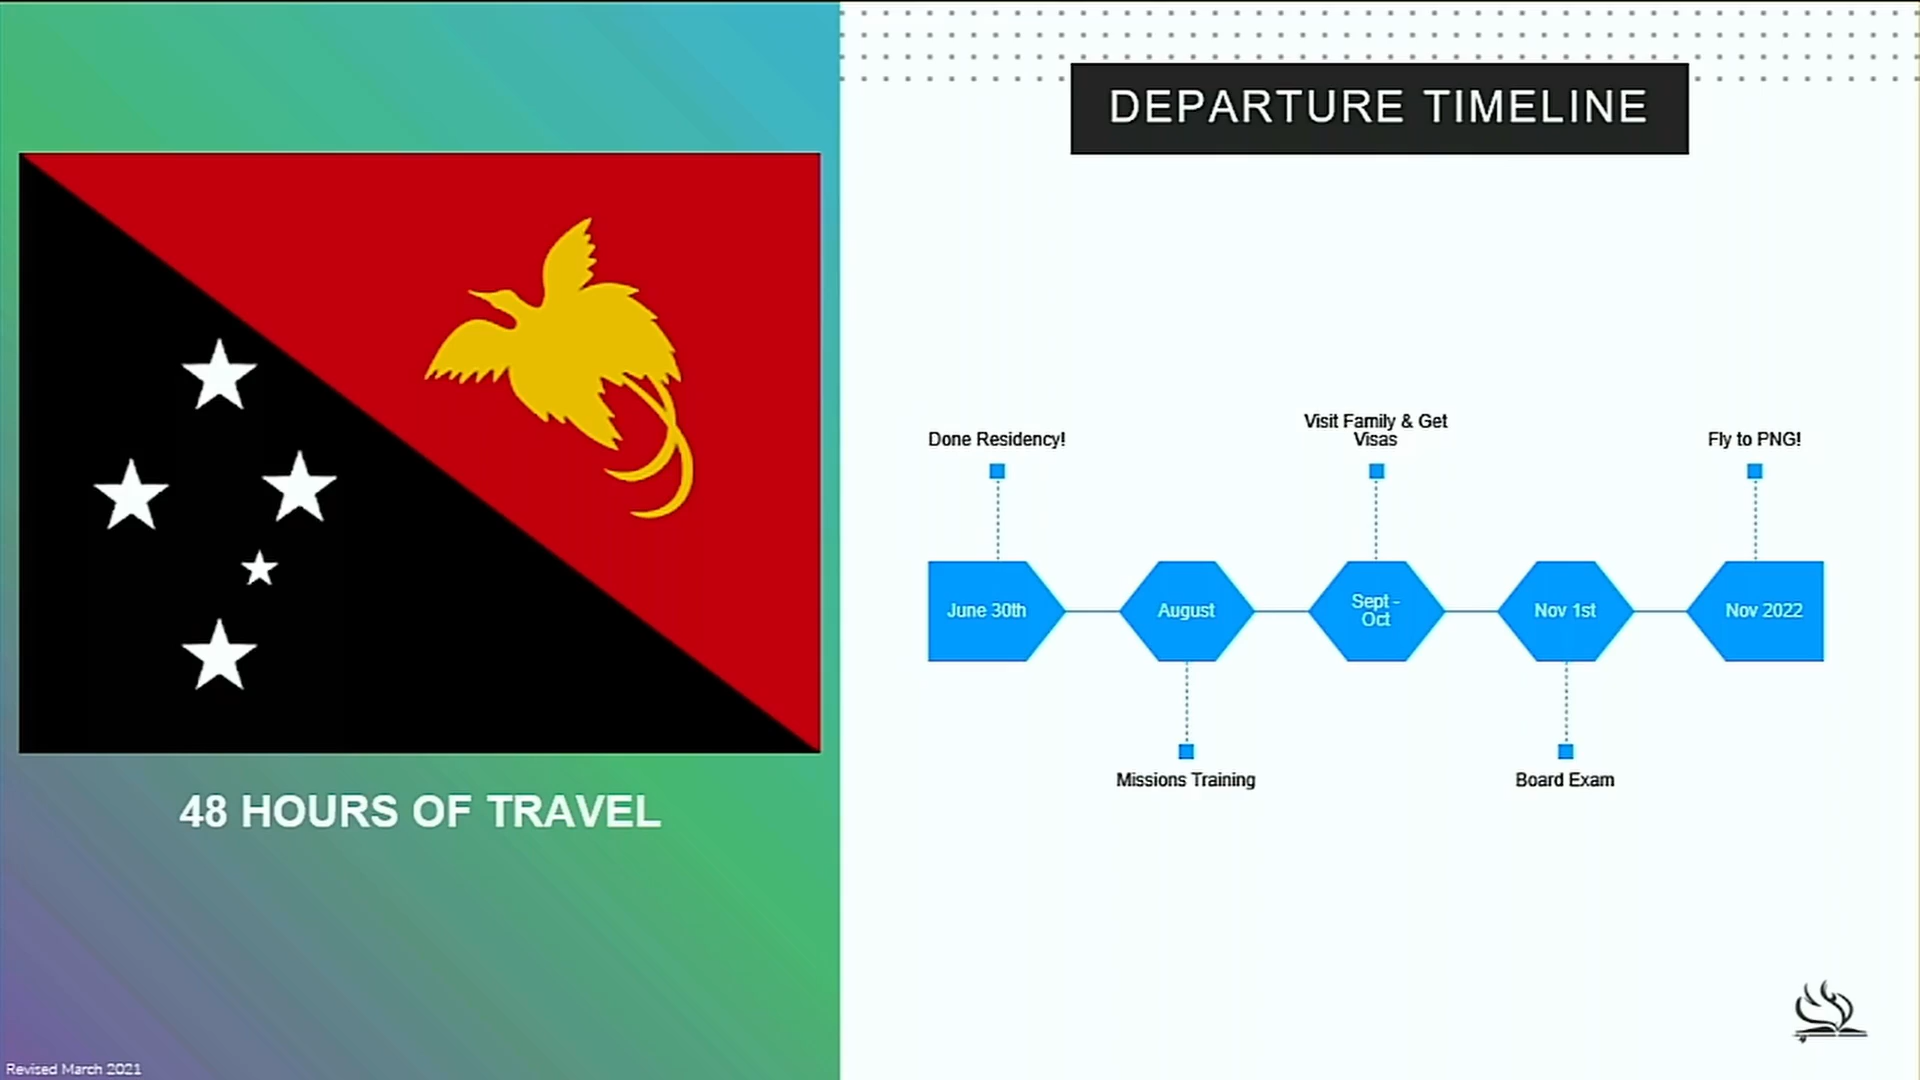 DEPARTURE TIMELINE
48 HOURS OF TRAVEL
Done Residency!
Visit Family & Get
Visas
Fly to PNG!
June 30th
August
Sept -
Oct
Nov 1st
Nov 2022
Missions Training
Board Exam
Revised March 2021